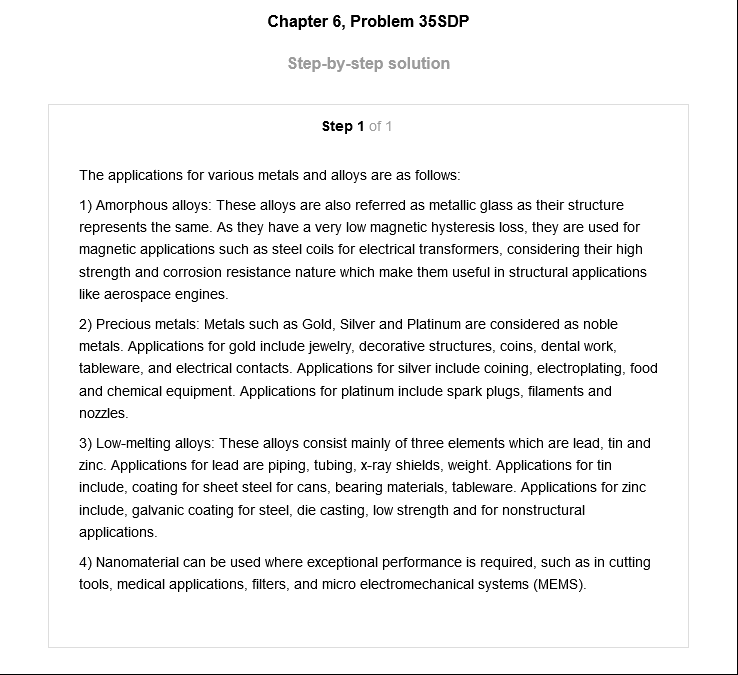 Chapter 6, Problem 35SDP
Step-by-step solution
Step 1 of 1
The applications for various metals and alloys are as follows:
1) Amorphous alloys: These alloys are also referred as metallic glass as their structure
represents the same. As they have a very low magnetic hysteresis loss, they are used for
magnetic applications such as steel coils for electrical transformers, considering their high
strength and corrosion resistance nature which make them useful in structural applications
like aerospace engines.
2) Precious metals: Metals such as Gold, Silver and Platinum are considered as noble
metals. Applications for gold include jewelry, decorative structures, coins, dental work,
tableware, and electrical contacts. Applications for silver include coining, electroplating, food
and chemical equipment. Applications for platinum include spark plugs, filaments and
nozzles.
3) Low-melting alloys: These alloys consist mainly of three elements which are lead, tin and
zinc. Applications for lead are piping, tubing, x-ray shields, weight. Applications for tin
include, coating for sheet steel for cans, bearing materials, tableware. Applications for zinc
include, galvanic coating for steel, die casting, low strength and for nonstructural
applications.
4) Nanomaterial can be used where exceptional performance is required, such as in cutting
tools, medical applications, filters, and micro electromechanical systems (MEMS).